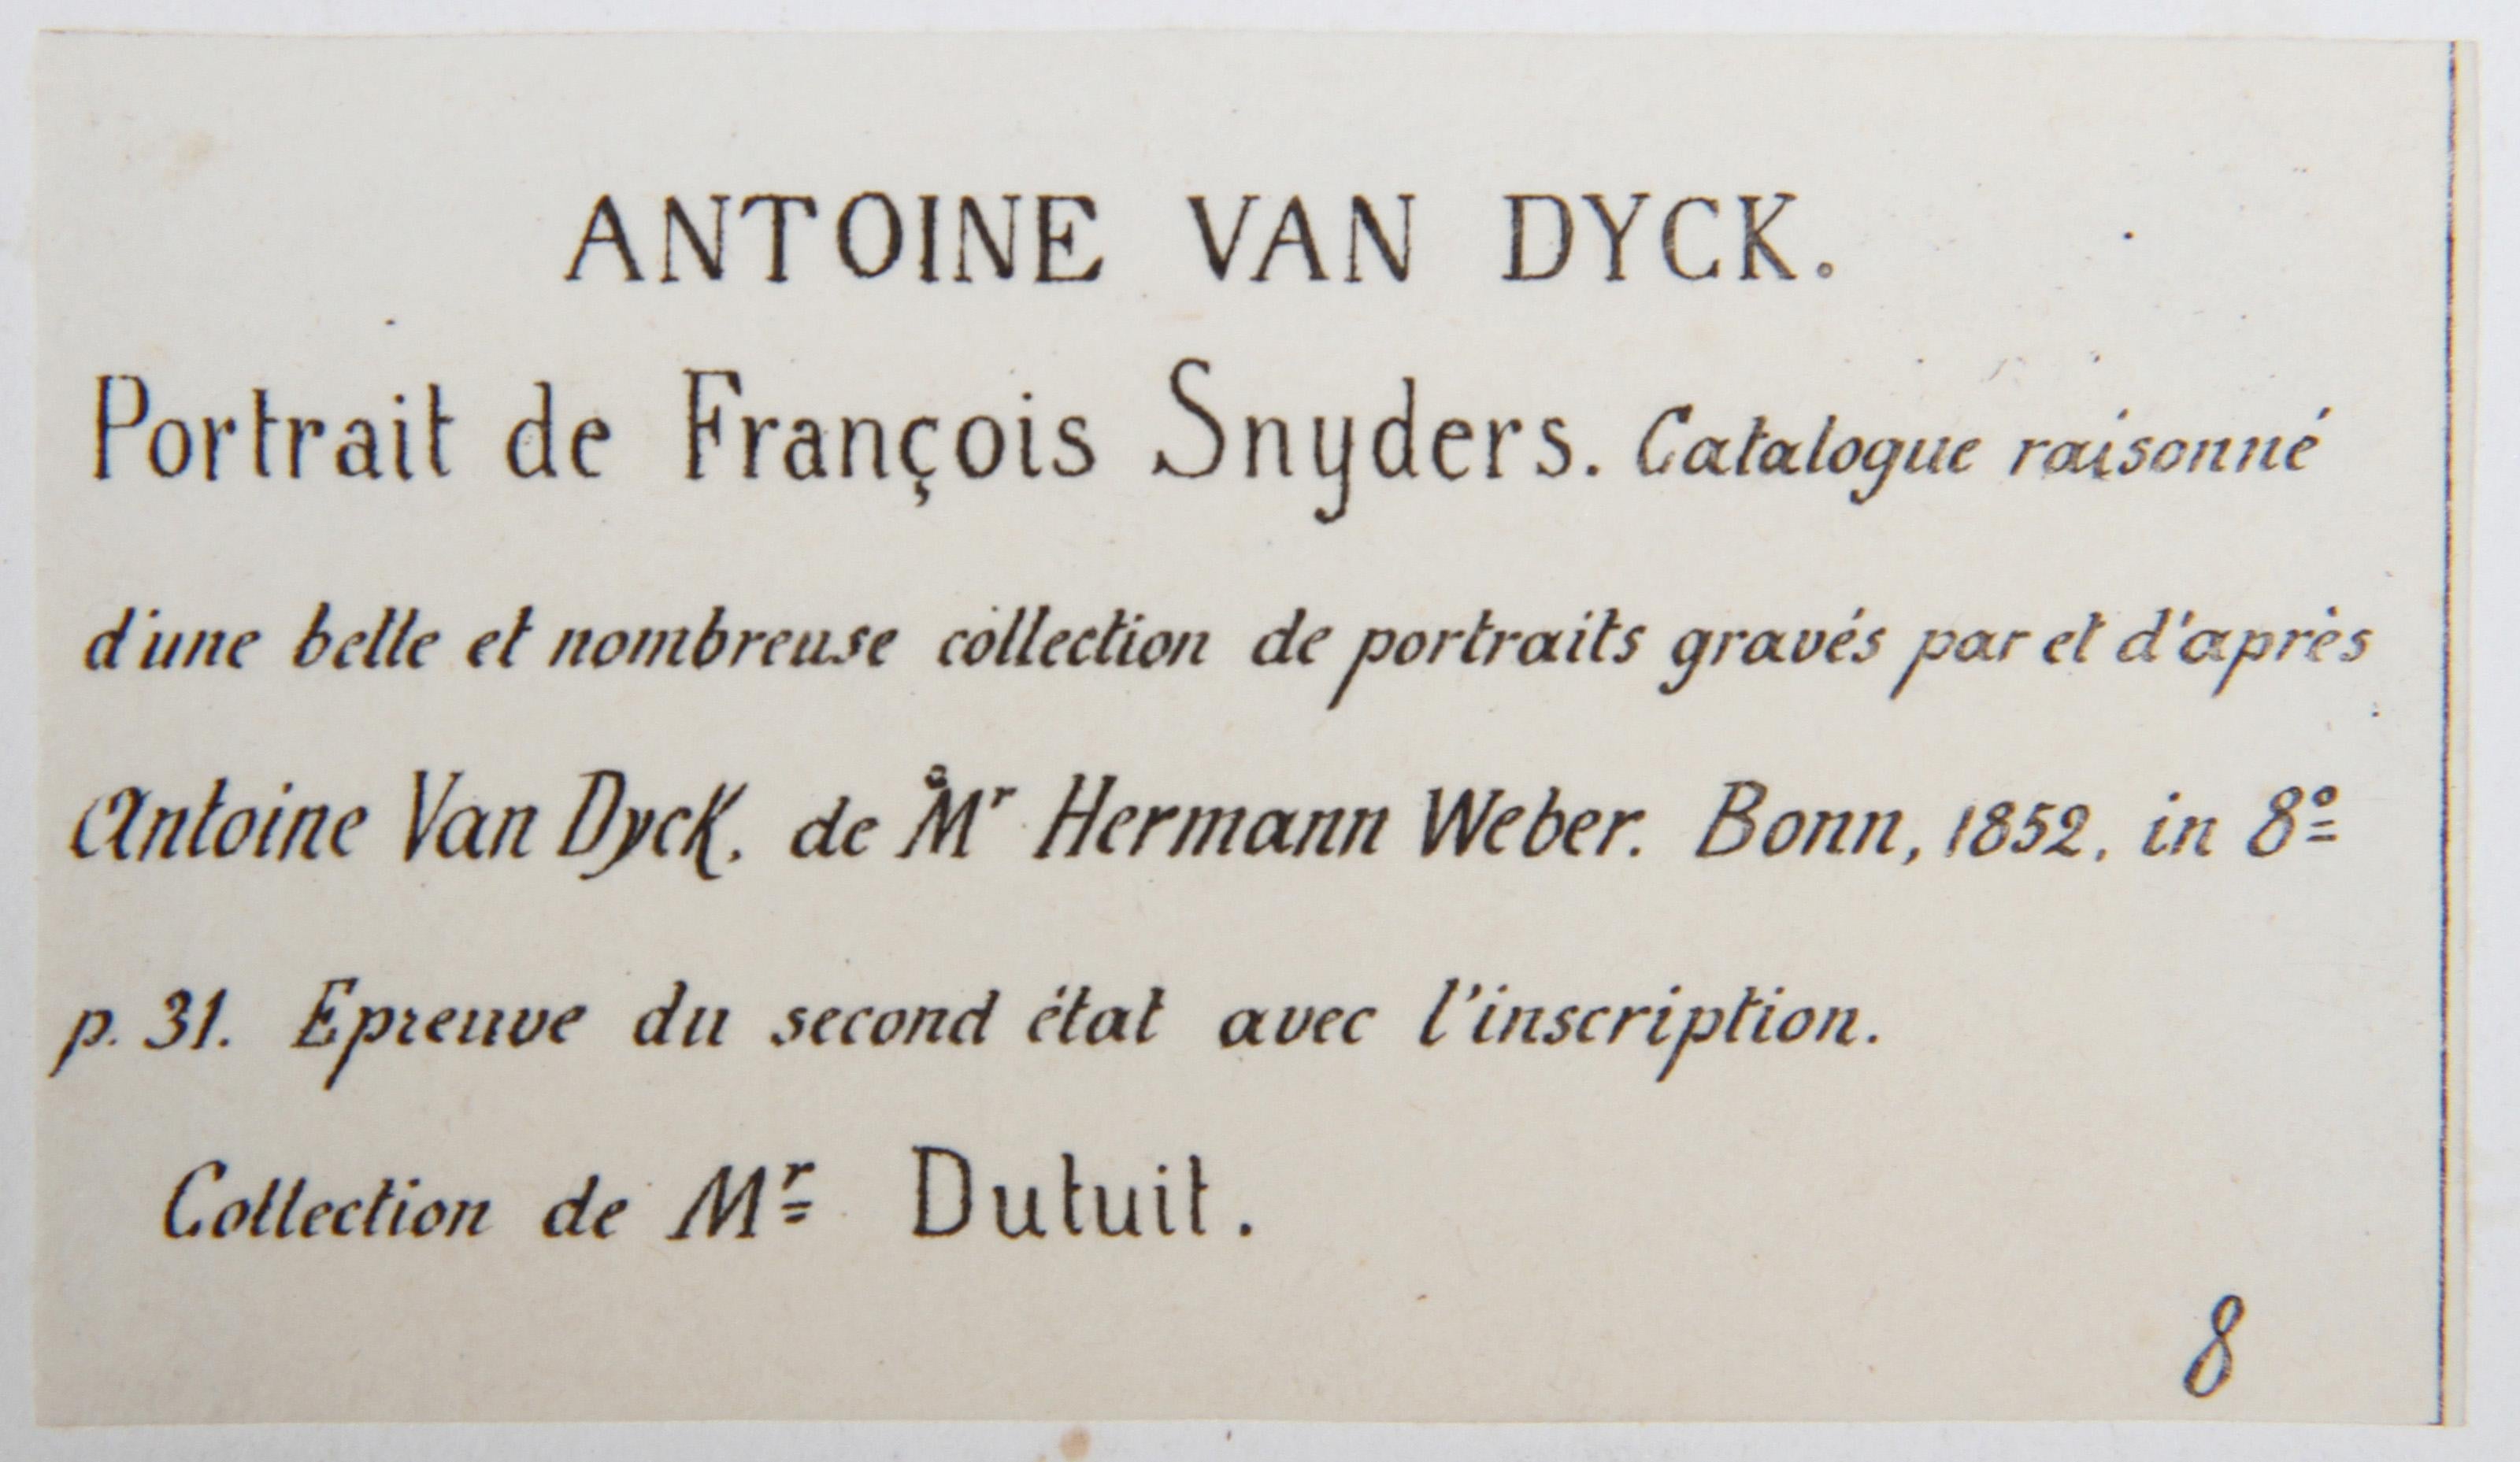 ANTOINE VAN DYCK.
Portrait de François Snyders. Catalogue raisonné
d'une belle et nombreuse collection de portraits gravés par et d'après
Antoine Van Dyck. de Mr Hermann Weber. Bonn, 1852. in 8º
p. 31. Epreuve du second état avec l'inscription.
Collection de Mr Dutuit.
8